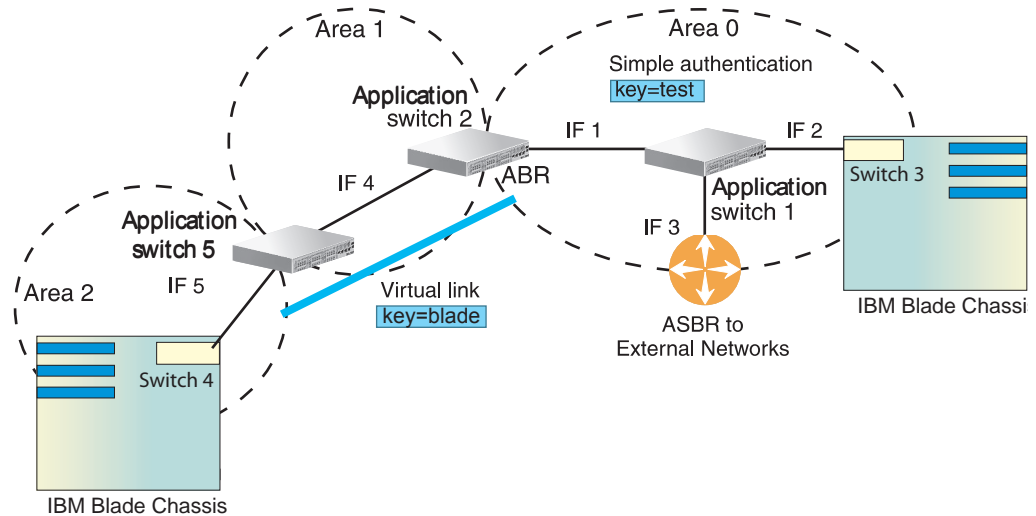 Area 1
Area 0
Simple authentication
key=test
Application
switch 2
IF 1
IF 2
ABR
Switch 3
IF 4
Application
switch 1
Application
switch 5
IF 3
IF 5
Area 2
Virtual link
key=blade
IBM Blade Chassi
ASBR to
External Networks
Switch 4
IBM Blade Chassis